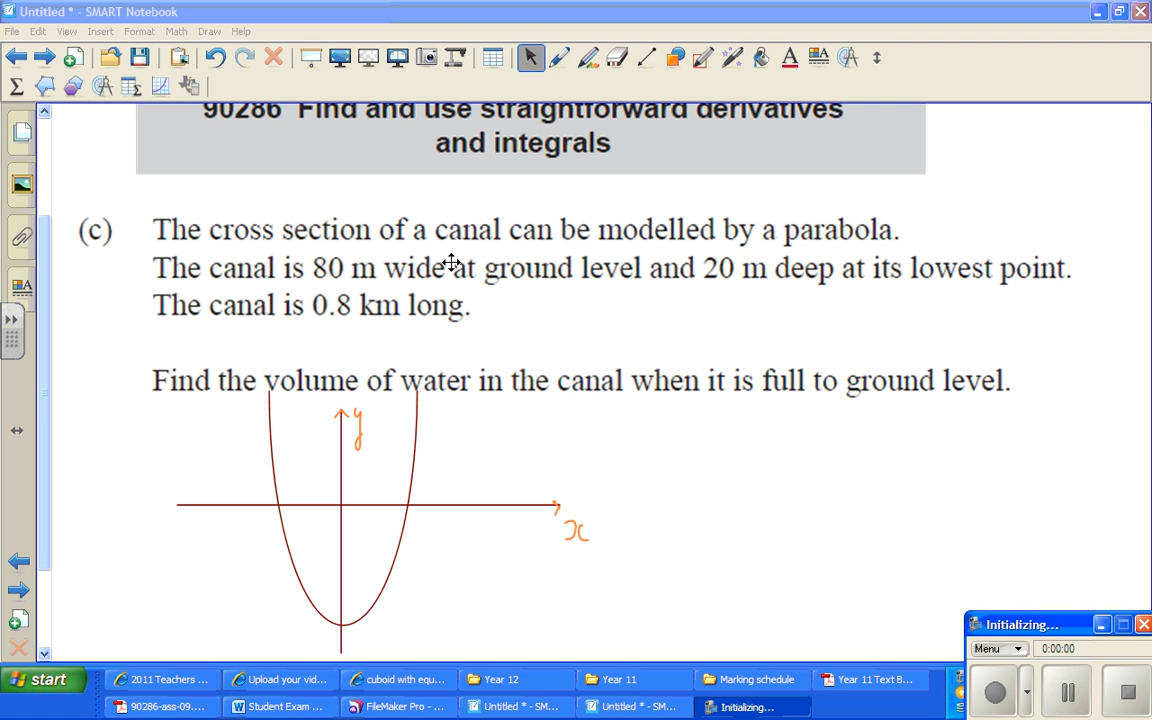 Untitled * - SMART Notebook
File Edit View Insert Format Math Draw Help
90286 Find and use straightforward derivatives
and integrals
(c) The cross section of a canal can be modelled by a parabola.
The canal is 80 m wide at ground level and 20 m deep at its lowest point.
The canal is 0.8 km long.
Find the volume of water in the canal when it is full to ground level.
y
x
Initializing...
Menu 0:00:00
start 2011 Teachers ... Upload your vid... cuboid with equ... Year 12 Year 11 Marking schedule Year 11 Text B...
90286-ass-09.... Student Exam ... FileMaker Pro - ... Untitled * - SM... Untitled * - SM... Initializing...